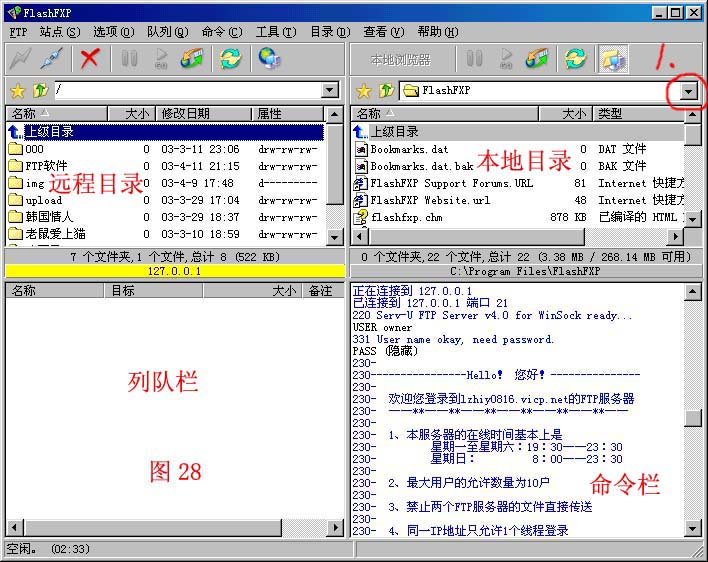 FlashFXP
FTP 站点(S) 选项(O) 队列(Q) 命令(C) 工具(T) 目录(D) 查看(V) 帮助(H)
本地浏览器
1.
/
FlashFXP
名称 大小 修改日期 属性
上级目录
000 0 03-3-11 23:06 drw-rw-rw-
FTP软件 0 03-4-11 21:15 drw-rw-rw-
img 0 03-4-9 17:48 d---------
upload 0 03-3-29 17:04 drw-rw-rw-
韩国情人 0 03-3-29 18:37 drw-rw-rw-
老鼠爱上猫 0 03-3-10 18:59 drw-rw-rw-
远程目录
7 个文件夹,1 个文件,总计 8 (522 KB)
127.0.0.1
名称 大小 类型
上级目录
Bookmarks.dat 0 DAT 文件
Bookmarks.dat.bak 0 BAK 文件
FlashFXP Support Forums.URL 81 Internet 快捷方
FlashFXP Website.url 48 Internet 快捷方
flashfxp.chm 878 KB 已编译的 HTML
本地目录
0 个文件夹,22 个文件,总计 22 (3.38 MB / 268.14 MB 可用)
C:\Program Files\FlashFXP
名称 目标 大小 备注
列队栏
图 28
正在连接到 127.0.0.1
已连接到 127.0.0.1 端口 21
220 Serv-U FTP Server v4.0 for WinSock ready...
USER owner
331 User name okay, need password.
PASS (隐藏)
230-
230----------------Hello! 您好!---------------
230-
230- 欢迎您登录到lzhiy0816.vicp.net的FTP服务器
230- ——**——**——**——**——**——**——**——
230-
230- 1、本服务器的在线时间基本上是
230- 星期一至星期六：19：30——23：30
230- 星期日： 8：00——23：30
230-
230- 2、最大用户的允许数量为10户
230-
230- 3、禁止两个FTP服务器的文件直接传送
230-
230- 4、同一IP地址只允许1个线程登录
命令栏
空闲。 (02:33)